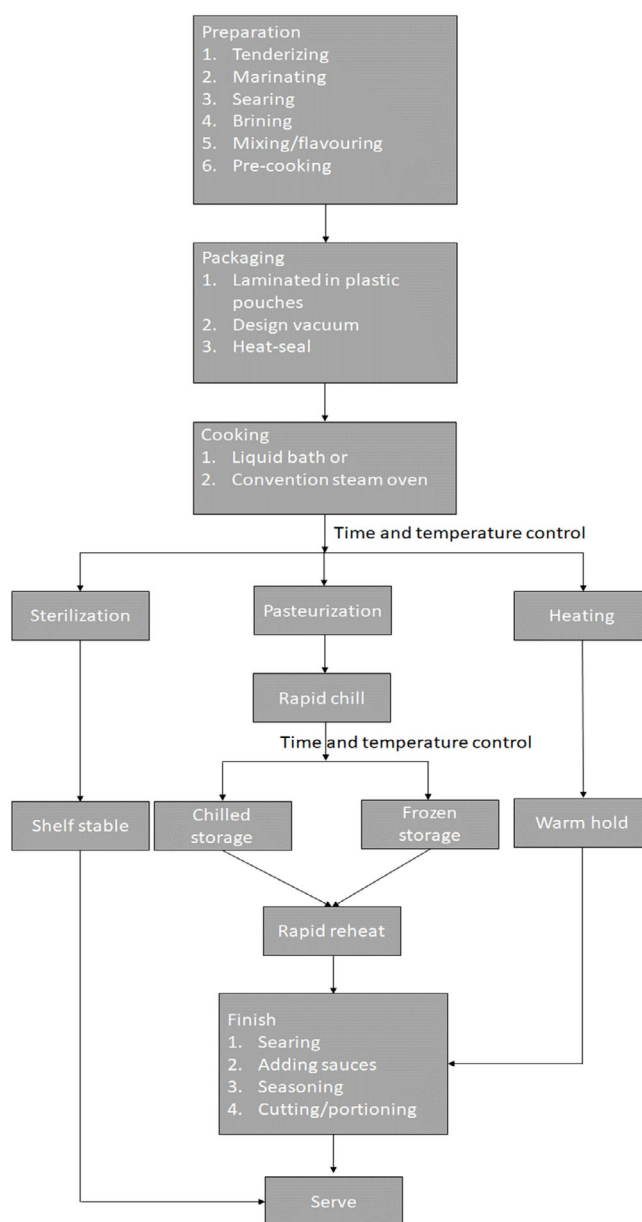 Preparation
1. Tenderizing
2. Marinating
3. Searing
4. Brining
5. Mixing/flavouring
6. Pre-cooking
Packaging
1. Laminated in plastic
pouches
2. Design vacuum
3. Heat-seal
Cooking
1. Liquid bath or
2. Convention steam oven
Time and temperature control
Sterilization
Pasteurization
Heating
Rapid chill
Time and temperature control
Shelf stable
Chilled
storage
Frozen
storage
Warm hold
Rapid reheat
Finish
1. Searing
2. Adding sauces
3. Seasoning
4. Cutting/portioning
Serve